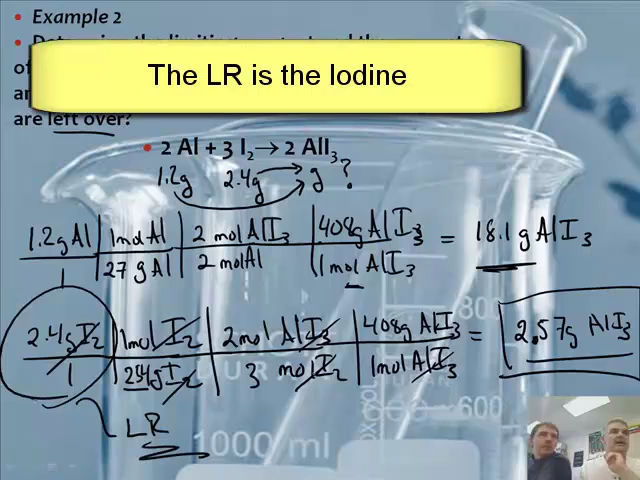 • Example 2
The LR is the Iodine
are left over?
• 2 Al + 3 I₂ → 2 AlI₃
1.2g 2.4g g ?
1.2g Al | 1mol Al | 2 mol AlI₃ | 408g AlI₃ = 18.1 g AlI₃
1 | 27 g Al | 2 mol Al | 1 mol AlI₃
2.4g I₂ | 1mol I₂ | 2mol AlI₃ | 408g AlI₃ = 2.57g AlI₃
1 | 254g I₂ | 3 mol I₂ | 1mol AlI₃
LR
800
600
1000 ml